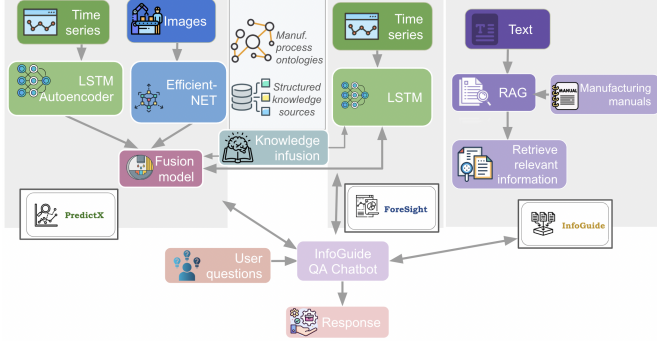 Time
series
Images
LSTM
Autoencoder
Efficient-
NET
Manuf.
process
ontologies
Structured
knowledge
sources
Knowledge
infusion
Fusion
model
PredictX
Time
series
LSTM
ForeSight
Text
RAG
MANUAL
Manufacturing
manuals
Retrieve
relevant
information
InfoGuide
User
questions
InfoGuide
QA Chatbot
Response